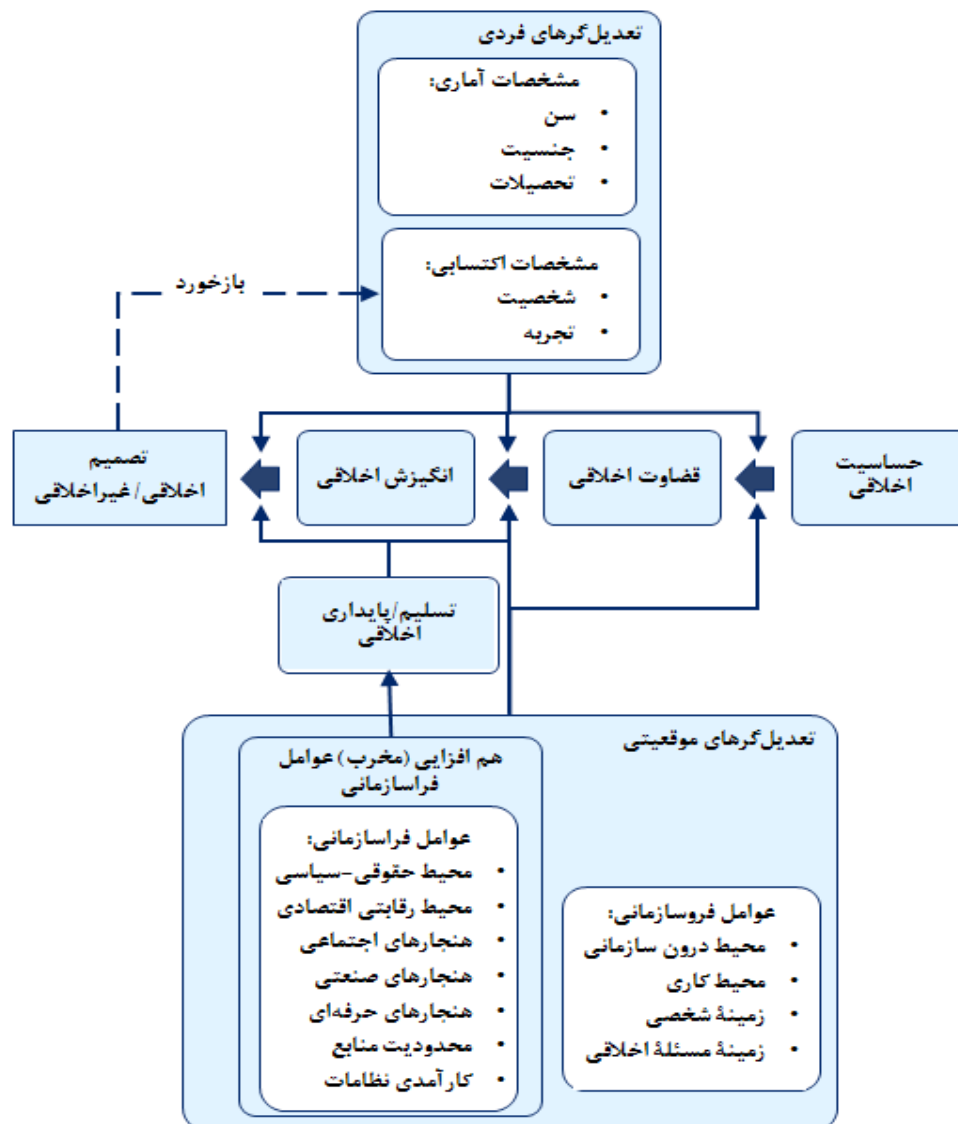 تعدیل‌گرهای فردی
مشخصات آماری:
• سن
• جنسیت
• تحصیلات
مشخصات اکتسابی:
• شخصیت
• تجربه
بازخورد
حساسیت
اخلاقی
قضاوت اخلاقی
انگیزش اخلاقی
تصمیم
اخلاقی/غیراخلاقی
تسلیم/پایداری
اخلاقی
تعدیل‌گرهای موقعیتی
هم افزایی (مخرب) عوامل
فراسازمانی
عوامل فراسازمانی:
• محیط حقوقی-سیاسی
• محیط رقابتی اقتصادی
• هنجارهای اجتماعی
• هنجارهای صنعتی
• هنجارهای حرفه‌ای
• محدودیت منابع
• کارآمدی نظامات
عوامل فروسازمانی:
• محیط درون سازمانی
• محیط کاری
• زمینۀ شخصی
• زمینۀ مسئلۀ اخلاقی